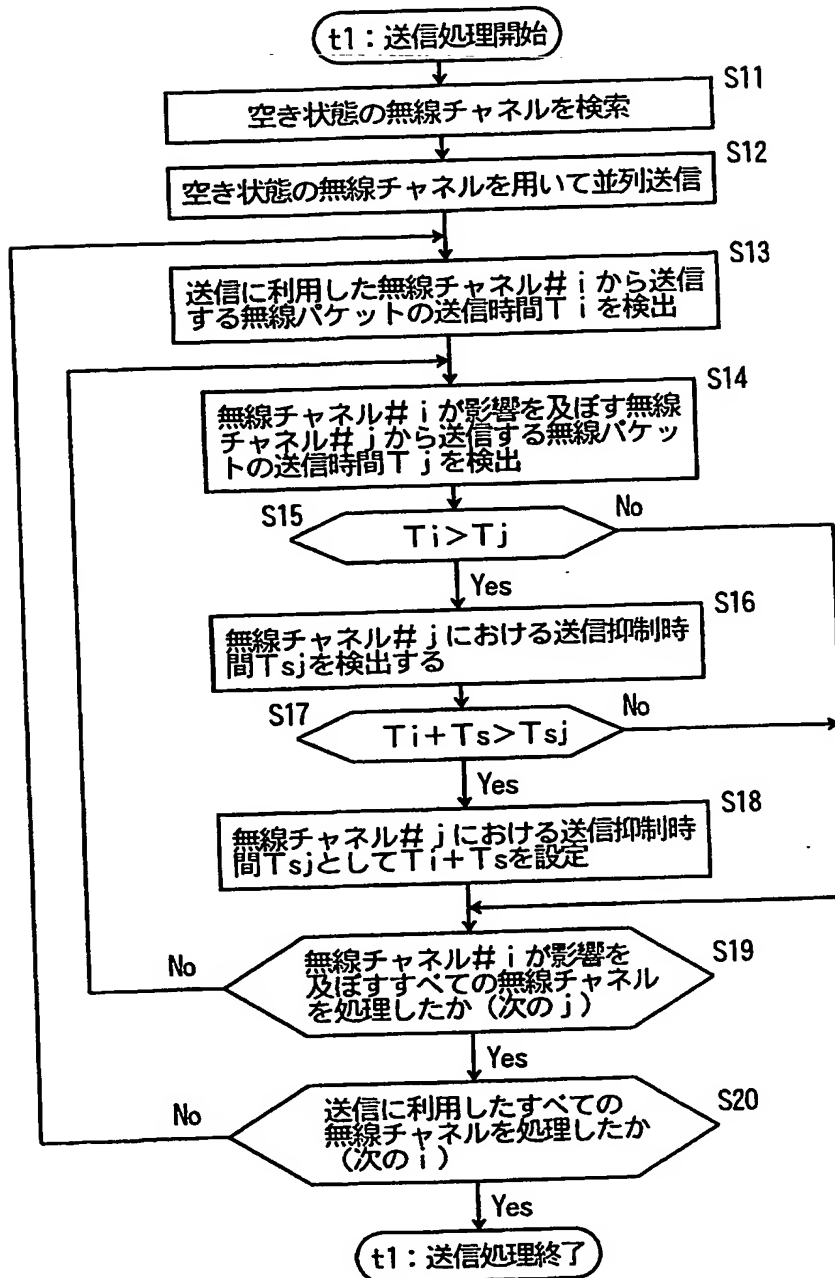 t1:送信処理開始
S11
空き状態の無線チャネルを検索
S12
空き状態の無線チャネルを用いて並列送信
S13
送信に利用した無線チャネル#iから送信
する無線パケットの送信時間Tiを検出
S14
無線チャネル#iが影響を及ぼす無線
チャネル#jから送信する無線パケッ
トの送信時間Tjを検出
S15
Ti>Tj
No
Yes
S16
無線チャネル#jにおける送信抑制時
間Tsjを検出する
S17
Ti+Ts>Tsj
No
Yes
S18
無線チャネル#jにおける送信抑制時
間TsjとしてTi+Tsを設定
S19
No
無線チャネル#iが影響を
及ぼすすべての無線チャネル
を処理したか(次のj)
Yes
S20
No
送信に利用したすべての
無線チャネルを処理したか
(次のi)
Yes
t1:送信処理終了